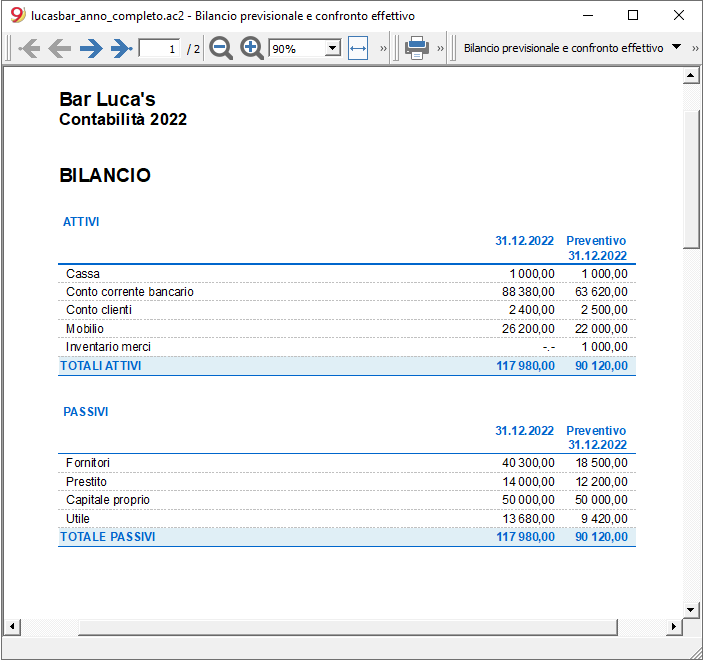 lucasbar_anno_completo.ac2 - Bilancio previsionale e confronto effettivo
1 / 2 90% » » Bilancio previsionale e confronto effettivo »
Bar Luca's
Contabilità 2022
BILANCIO
ATTIVI
31.12.2022 Preventivo
31.12.2022
Cassa 1 000,00 1 000,00
Conto corrente bancario 88 380,00 63 620,00
Conto clienti 2 400,00 2 500,00
Mobilio 26 200,00 22 000,00
Inventario merci -.- 1 000,00
TOTALI ATTIVI 117 980,00 90 120,00
PASSIVI
31.12.2022 Preventivo
31.12.2022
Fornitori 40 300,00 18 500,00
Prestito 14 000,00 12 200,00
Capitale proprio 50 000,00 50 000,00
Utile 13 680,00 9 420,00
TOTALE PASSIVI 117 980,00 90 120,00